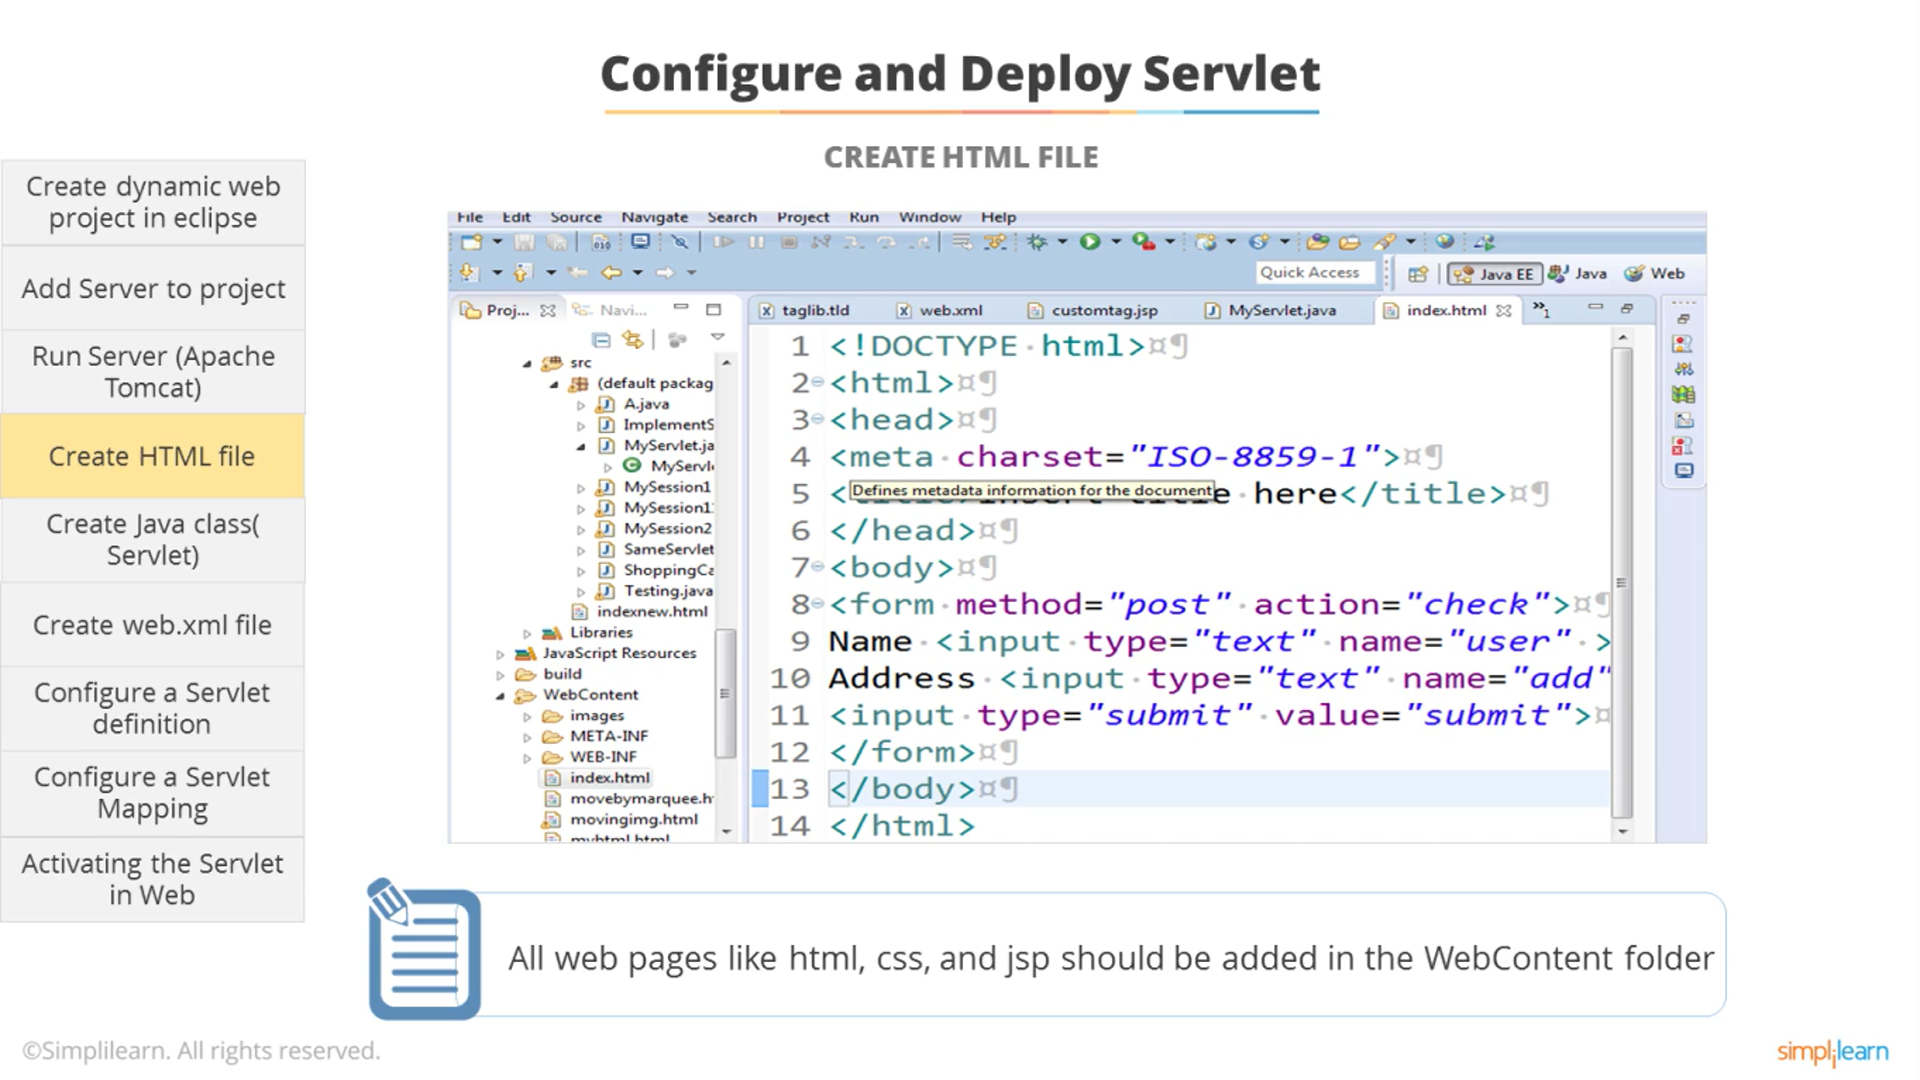 Configure and Deploy Servlet
CREATE HTML FILE
Create dynamic web
project in eclipse
Add Server to project
Run Server (Apache
Tomcat)
Create HTML file
Create Java class(
Servlet)
Create web.xml file
Configure a Servlet
definition
Configure a Servlet
Mapping
Activating the Servlet
in Web
File Edit Source Navigate Search Project Run Window Help
Quick Access Java EE Java Web
Proj... Navi...
taglib.tld web.xml customtag.jsp MyServlet.java index.html »1
src
(default packag
A.java
ImplementS
MyServlet.ja
MyServl
MySession1
MySession1
MySession2
SameServlet
ShoppingCa
Testing.java
indexnew.html
Libraries
JavaScript Resources
build
WebContent
images
META-INF
WEB-INF
index.html
movebymarquee.h
movingimg.html
myhtml.html
1 <!DOCTYPE·html>¤¶
2 <html>¤¶
3 <head>¤¶
4 <meta·charset="ISO-8859-1">¤¶
Defines metadata information for the document
5 < here</title>¤¶
6 </head>¤¶
7 <body>¤¶
8 <form·method="post"·action="check">¤¶
9 Name·<input·type="text"·name="user"·>
10 Address·<input·type="text"·name="add"
11 <input·type="submit"·value="submit">¤
12 </form>¤¶
13 </body>¤¶
14 </html>
All web pages like html, css, and jsp should be added in the WebContent folder
©Simplilearn. All rights reserved.
simplilearn